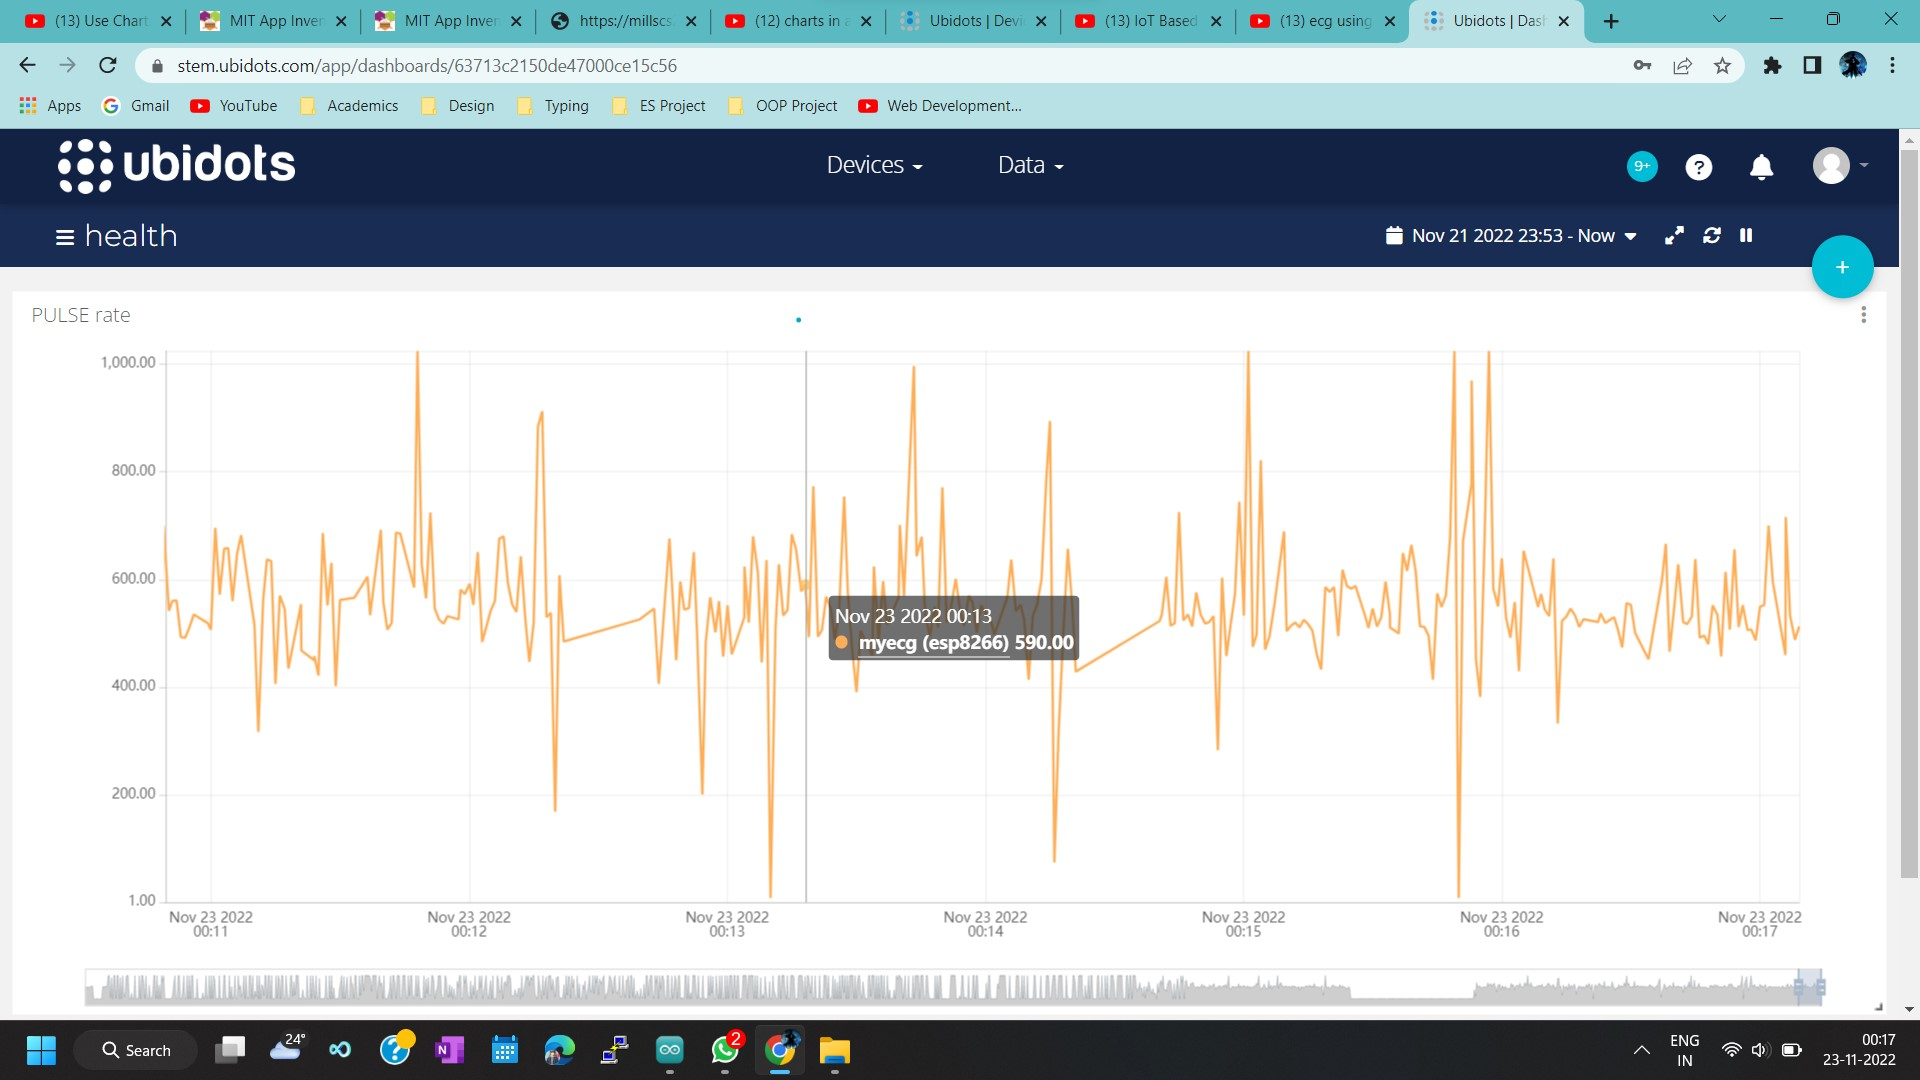 (13) Use Chart
MIT App Inven
MIT App Inven
https://millscs
(12) charts in a
Ubidots | Devi
(13) IoT Based
(13) ecg using
Ubidots | Das
stem.ubidots.com/app/dashboards/63713c2150de47000ce15c56
Apps
Gmail
YouTube
Academics
Design
Typing
ES Project
OOP Project
Web Development...
ubidots
Devices
Data
9+
?
health
Nov 21 2022 23:53 - Now
+
PULSE rate
1,000.00
800.00
600.00
400.00
200.00
1.00
Nov 23 2022 00:13
myecg (esp8266) 590.00
Nov 23 2022
00:11
Nov 23 2022
00:12
Nov 23 2022
00:13
Nov 23 2022
00:14
Nov 23 2022
00:15
Nov 23 2022
00:16
Nov 23 2022
00:17
Search
24°
?
N
2
ENG
IN
00:17
23-11-2022